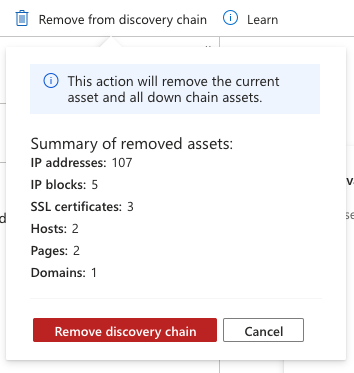 Remove from discovery chain
Learn
This action will remove the current
asset and all down chain assets.
Summary of removed assets:
IP addresses: 107
IP blocks: 5
SSL certificates: 3
Hosts: 2
Pages: 2
Domains: 1
Remove discovery chain
Cancel